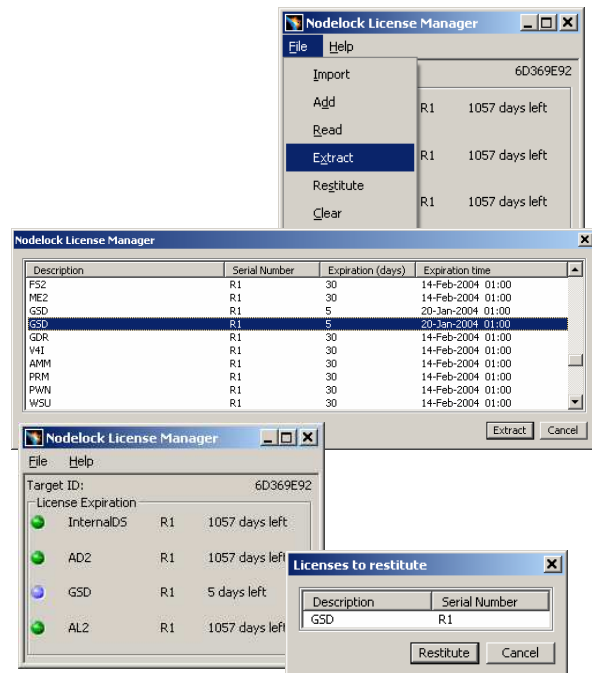 Nodelock License Manager
File Help
Import 6D369E92
Add R1 1057 days left
Read
Extract R1 1057 days left
Restitute
R1 1057 days left
Clear
Nodelock License Manager
Description Serial Number Expiration (days) Expiration time
FS2 R1 30 14-Feb-2004 01:00
ME2 R1 30 14-Feb-2004 01:00
GSD R1 5 20-Jan-2004 01:00
GSD R1 5 20-Jan-2004 01:00
GDR R1 30 14-Feb-2004 01:00
V4I R1 30 14-Feb-2004 01:00
AMM R1 30 14-Feb-2004 01:00
PRM R1 30 14-Feb-2004 01:00
PWN R1 30 14-Feb-2004 01:00
WSU R1 30 14-Feb-2004 01:00
Extract Cancel
Nodelock License Manager
File Help
Target ID: 6D369E92
License Expiration
InternalDS R1 1057 days left
AD2 R1 1057 days left
GSD R1 5 days left
AL2 R1 1057 days left
Licenses to restitute
Description Serial Number
GSD R1
Restitute Cancel